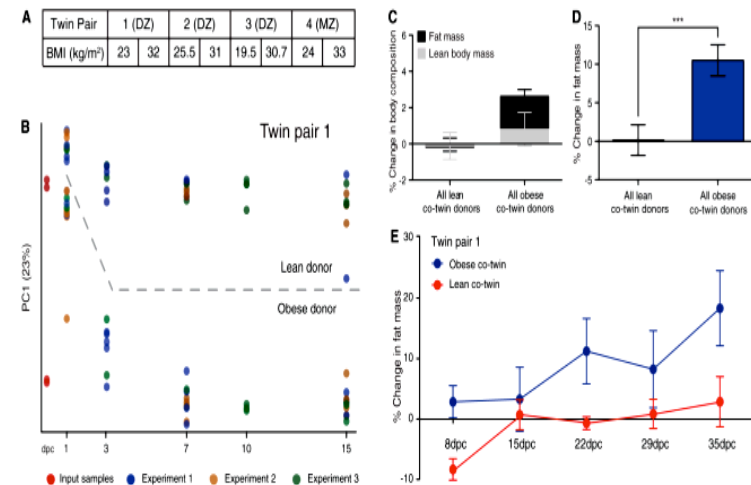 A
Twin Pair 1 (DZ) 2 (DZ) 3 (DZ) 4 (MZ)
BMI (kg/m²) 23 32 25.5 31 19.5 30.7 24 33
B
Twin pair 1
PC1 (23%)
Lean donor
Obese donor
dpc 1 3 7 10 15
Input samples Experiment 1 Experiment 2 Experiment 3
C
% Change in body composition
6
4
2
0
-2
Fat mass
Lean body mass
All lean
co-twin donors
All obese
co-twin donors
D
% Change in fat mass
15
10
5
0
-5
***
All lean
co-twin donors
All obese
co-twin donors
E
Twin pair 1
Obese co-twin
Lean co-twin
% Change in fat mass
30
20
10
0
-10
8dpc 15dpc 22dpc 29dpc 35dpc